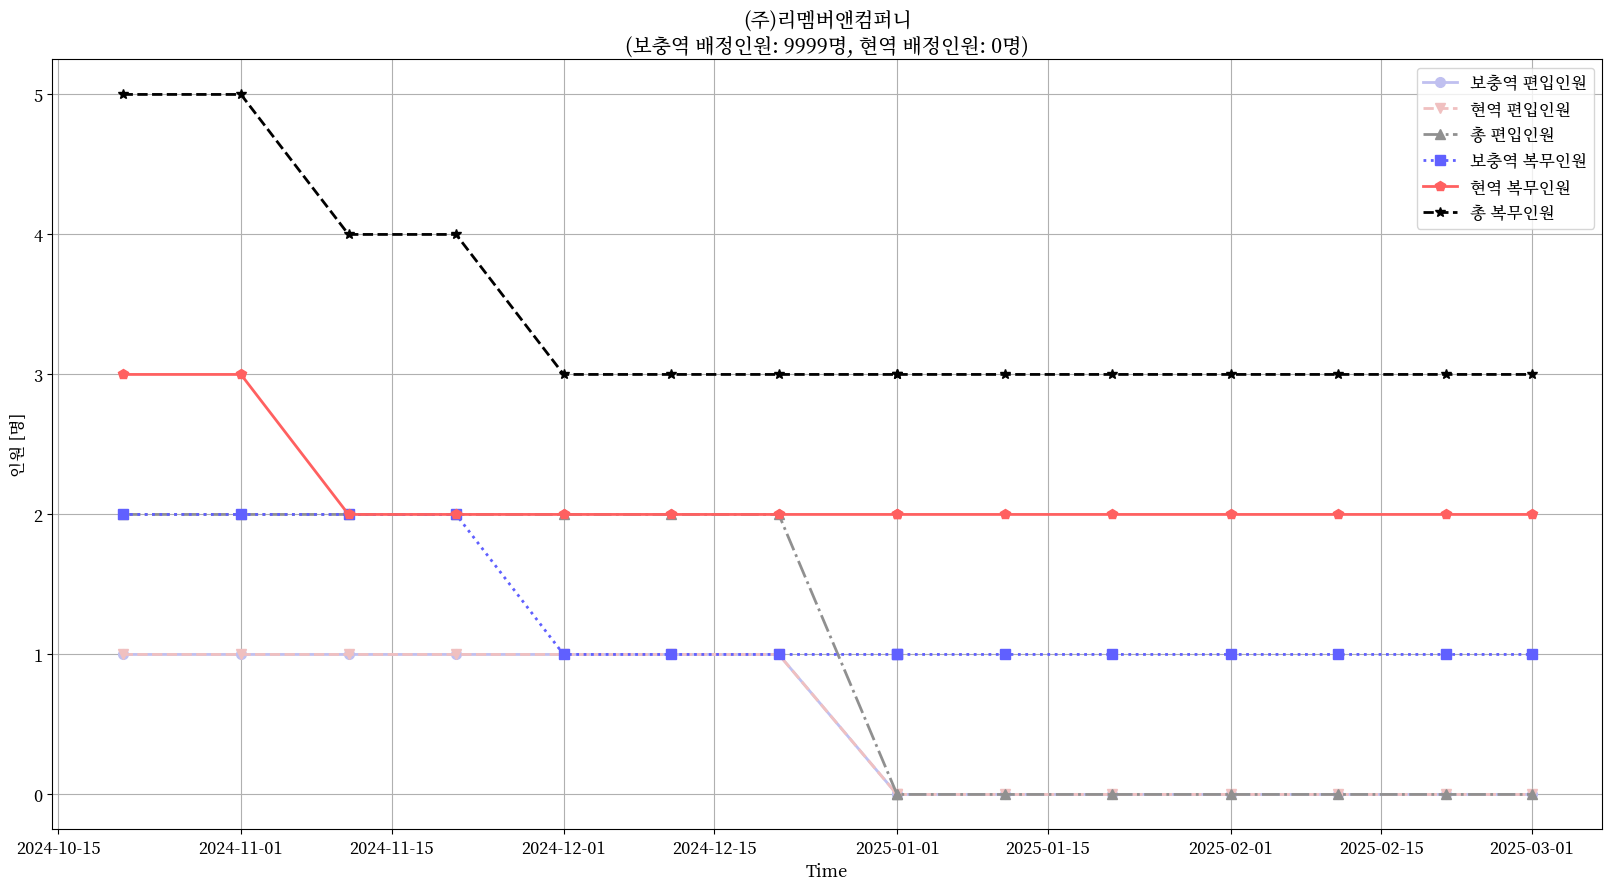 (주)리멤버앤컴퍼니
(보충역 배정인원: 9999명, 현역 배정인원: 0명)
보충역 편입인원
현역 편입인원
총 편입인원
보충역 복무인원
현역 복무인원
총 복무인원
인원 [명]
5
4
3
2
1
0
2024-10-15 2024-11-01 2024-11-15 2024-12-01 2024-12-15 2025-01-01 2025-01-15 2025-02-01 2025-02-15 2025-03-01
Time